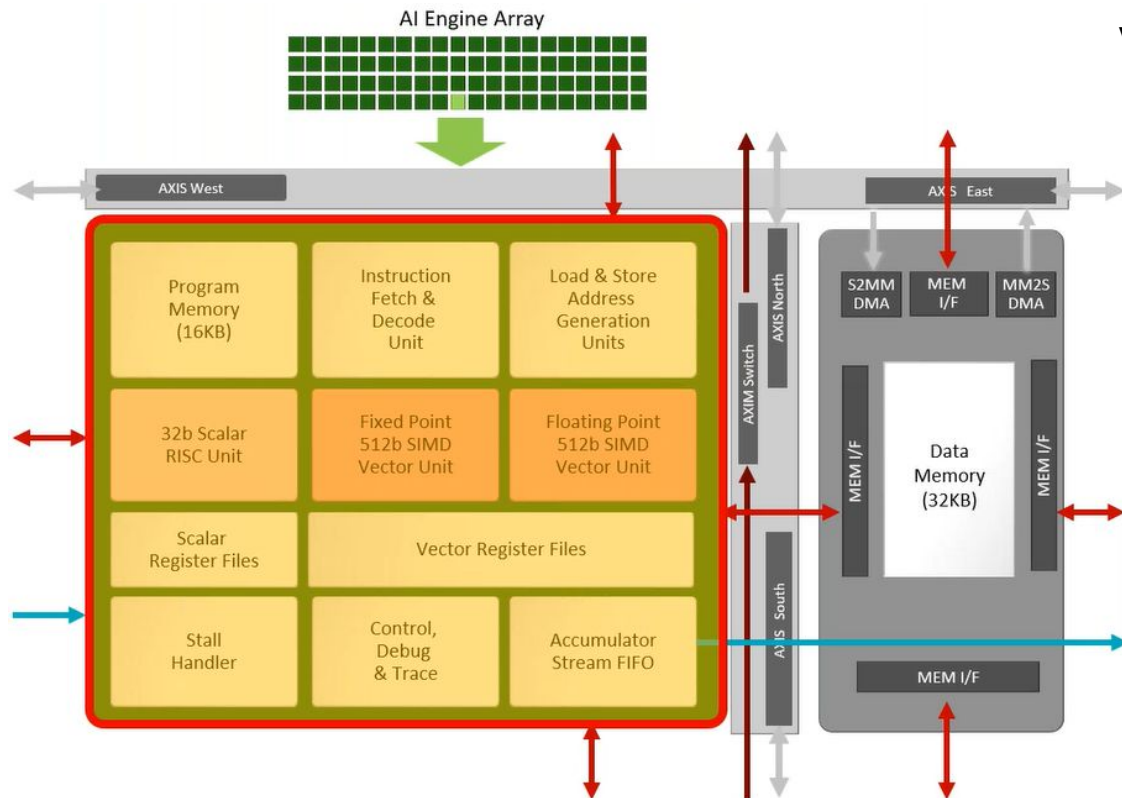 AI Engine Array
AXIS West
AXIS East
Program
Memory
(16KB)
Instruction
Fetch &
Decode
Unit
Load & Store
Address
Generation
Units
32b Scalar
RISC Unit
Fixed Point
512b SIMD
Vector Unit
Floating Point
512b SIMD
Vector Unit
Scalar
Register Files
Vector Register Files
Stall
Handler
Control,
Debug
& Trace
Accumulator
Stream FIFO
AXIM Switch
AXIS North
AXIS South
S2MM
DMA
MEM
I/F
MM2S
DMA
MEM I/F
Data
Memory
(32KB)
MEM I/F
MEM I/F